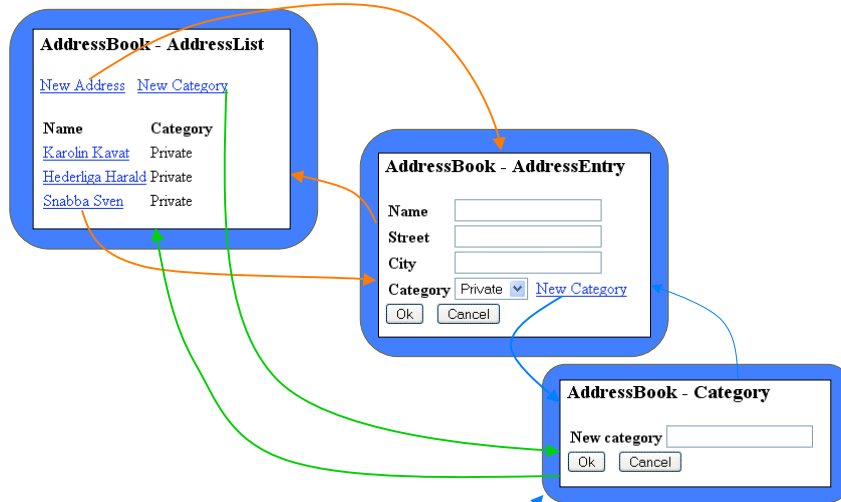 AddressBook - AddressList
New Address New Category
Name Category
Karolin Kavat Private
Hederliga Harald Private
Snabba Sven Private
AddressBook - AddressEntry
Name
Street
City
Category Private New Category
Ok Cancel
AddressBook - Category
New category
Ok Cancel